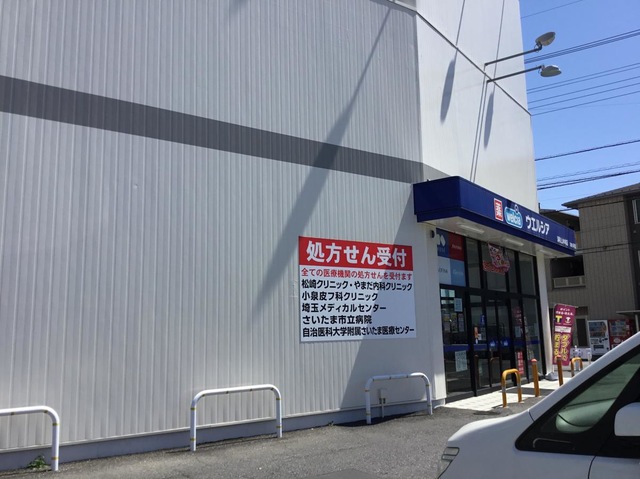 処方せん受付
全ての医療機関の処方せんを受付ます
松崎クリニック・やまだ内科クリニック
小泉皮フ科クリニック
埼玉メディカルセンター
さいたま市立病院
自治医科大学附属さいたま医療センター
welcia
ウエルシア